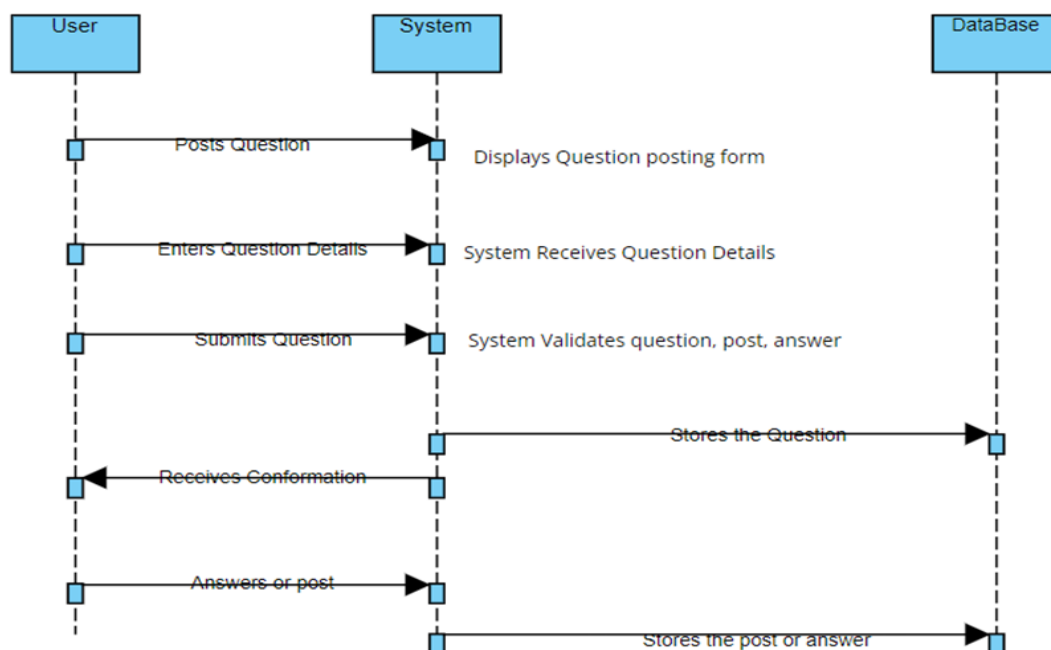 User
System
DataBase
Posts Question
Displays Question posting form
Enters Question Details
System Receives Question Details
Submits Question
System Validates question, post, answer
Stores the Question
Receives Conformation
Answers or post
Stores the post or answer